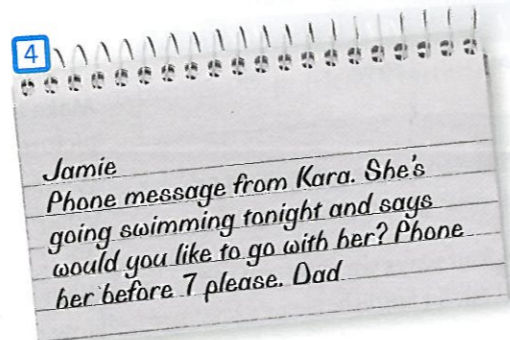 4
Jamie
Phone message from Kara. She's
going swimming tonight and says
would you like to go with her? Phone
her before 7 please. Dad